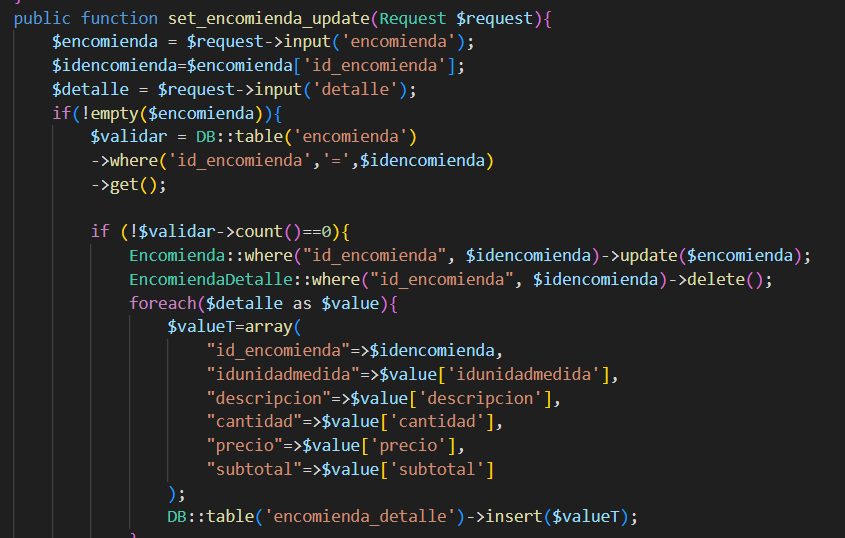 }
public function set_encomienda_update(Request $request){
$encomienda = $request->input('encomienda');
$idencomienda=$encomienda['id_encomienda'];
$detalle = $request->input('detalle');
if(!empty($encomienda)){
$validar = DB::table('encomienda')
->where('id_encomienda','=',$idencomienda)
->get();
if (!$validar->count()==0){
Encomienda::where("id_encomienda", $idencomienda)->update($encomienda);
EncomiendaDetalle::where("id_encomienda", $idencomienda)->delete();
foreach($detalle as $value){
$valueT=array(
"id_encomienda"=>$idencomienda,
"idunidadmedida"=>$value['idunidadmedida'],
"descripcion"=>$value['descripcion'],
"cantidad"=>$value['cantidad'],
"precio"=>$value['precio'],
"subtotal"=>$value['subtotal']
);
DB::table('encomienda_detalle')->insert($valueT);
}